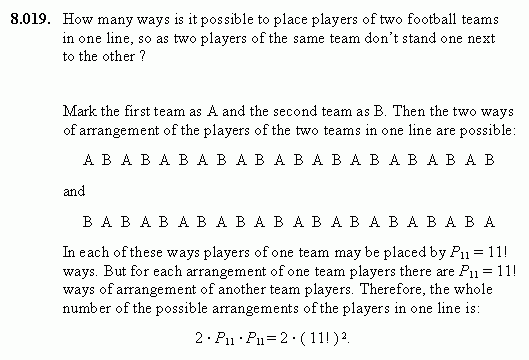 8.019. How many ways is it possible to place players of two football teams
in one line, so as two players of the same team don't stand one next
to the other ?
Mark the first team as A and the second team as B. Then the two ways
of arrangement of the players of the two teams in one line are possible:
A B A B A B A B A B A B A B A B A B A B A B
and
B A B A B A B A B A B A B A B A B A B A B A
In each of these ways players of one team may be placed by P₁₁ = 11!
ways. But for each arrangement of one team players there are P₁₁ = 11!
ways of arrangement of another team players. Therefore, the whole
number of the possible arrangements of the players in one line is:
2 · P₁₁ · P₁₁ = 2 · ( 11! ) ².